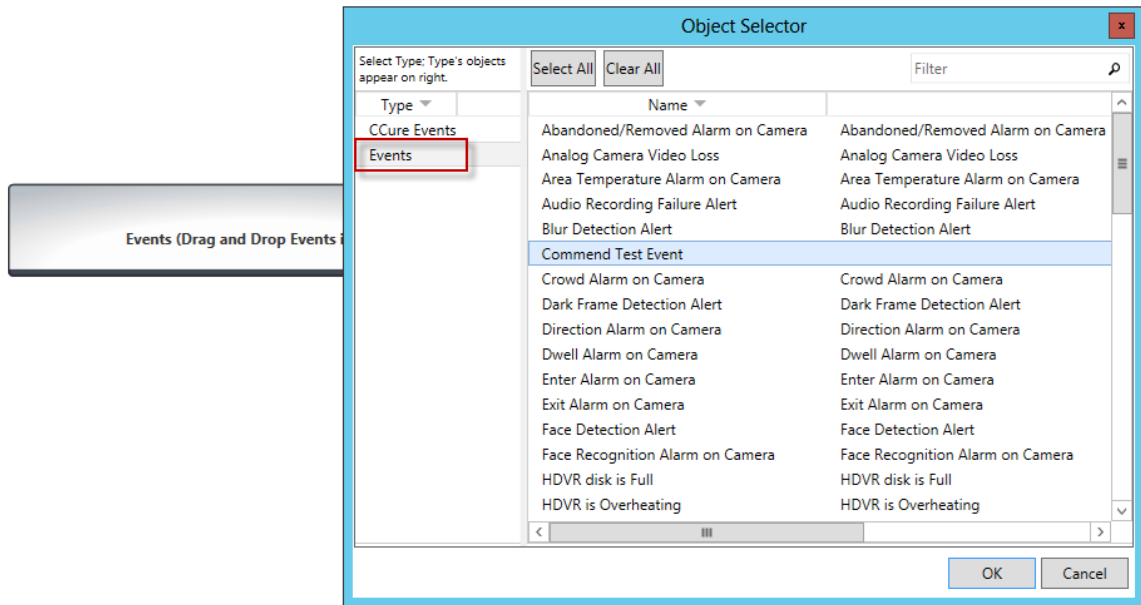 Object Selector
x
Select Type; Type's objects
appear on right.
Select All Clear All Filter
Type Name
CCure Events
Events
Abandoned/Removed Alarm on Camera Abandoned/Removed Alarm on Camera
Analog Camera Video Loss Analog Camera Video Loss
Area Temperature Alarm on Camera Area Temperature Alarm on Camera
Audio Recording Failure Alert Audio Recording Failure Alert
Blur Detection Alert Blur Detection Alert
Commend Test Event
Crowd Alarm on Camera Crowd Alarm on Camera
Dark Frame Detection Alert Dark Frame Detection Alert
Direction Alarm on Camera Direction Alarm on Camera
Dwell Alarm on Camera Dwell Alarm on Camera
Enter Alarm on Camera Enter Alarm on Camera
Exit Alarm on Camera Exit Alarm on Camera
Face Detection Alert Face Detection Alert
Face Recognition Alarm on Camera Face Recognition Alarm on Camera
HDVR disk is Full HDVR disk is Full
HDVR is Overheating HDVR is Overheating
Events (Drag and Drop Events i
OK Cancel